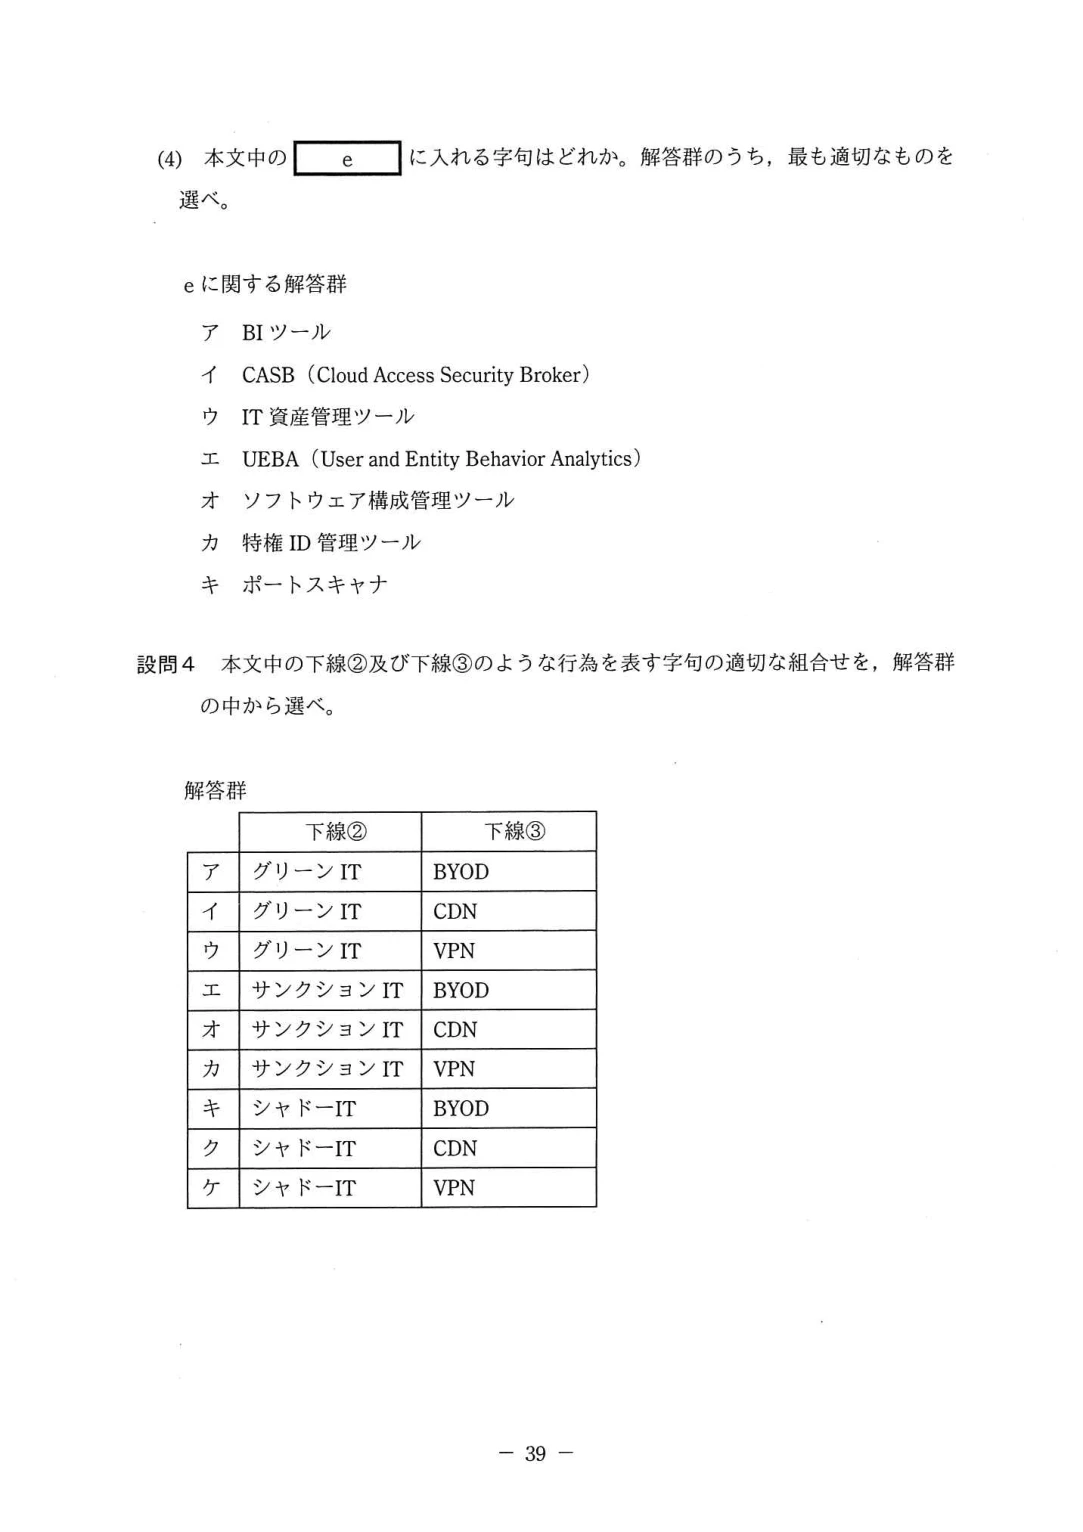 (4) 本文中の e に入れる字句はどれか。解答群のうち，最も適切なものを
選べ。
e に関する解答群
ア BI ツール
イ CASB（Cloud Access Security Broker）
ウ IT 資産管理ツール
エ UEBA（User and Entity Behavior Analytics）
オ ソフトウェア構成管理ツール
カ 特権 ID 管理ツール
キ ポートスキャナ
設問４ 本文中の下線②及び下線③のような行為を表す字句の適切な組合せを，解答群
の中から選べ。
解答群
下線② 下線③
ア グリーン IT BYOD
イ グリーン IT CDN
ウ グリーン IT VPN
エ サンクション IT BYOD
オ サンクション IT CDN
カ サンクション IT VPN
キ シャドーIT BYOD
ク シャドーIT CDN
ケ シャドーIT VPN
－ 39 －